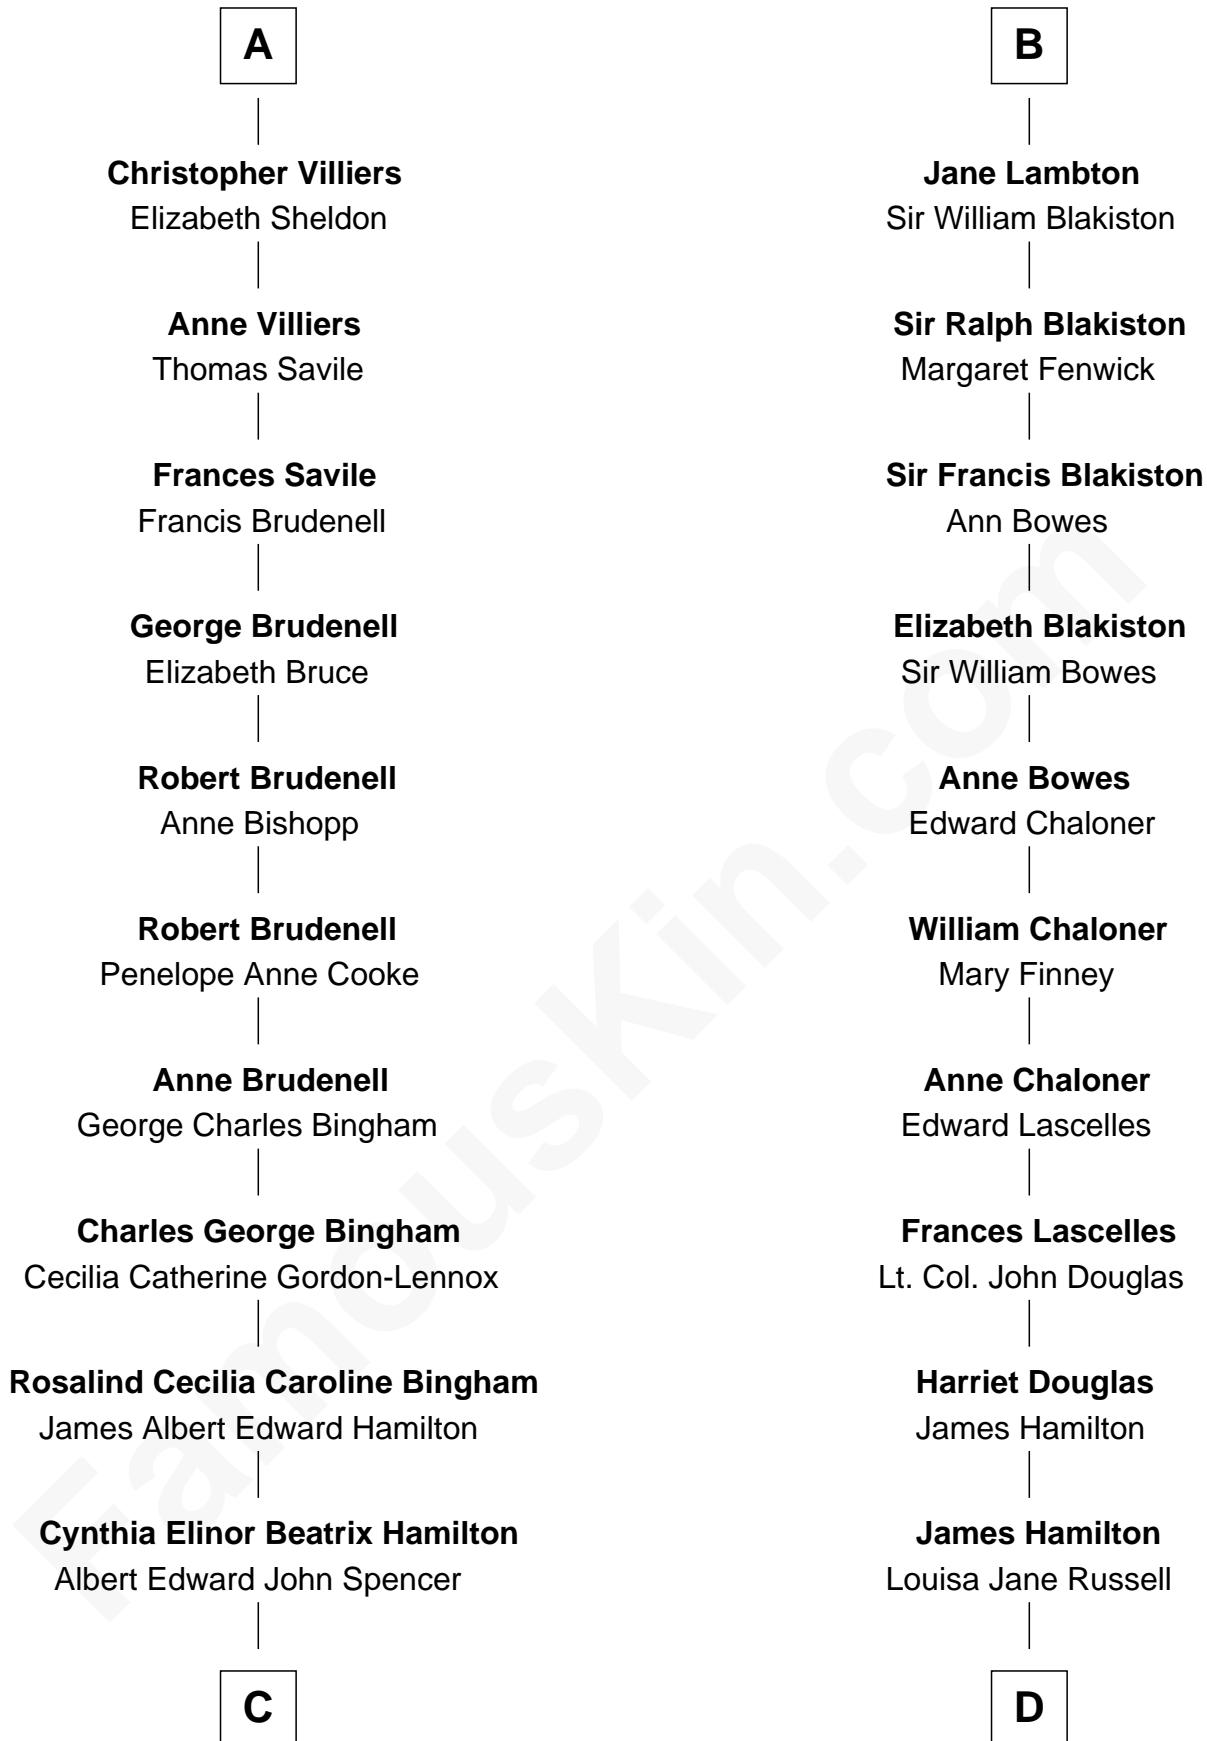 A
Christopher Villiers
Elizabeth Sheldon
Anne Villiers
Thomas Savile
Frances Savile
Francis Brudenell
George Brudenell
Elizabeth Bruce
Robert Brudenell
Anne Bishopp
Robert Brudenell
Penelope Anne Cooke
Anne Brudenell
George Charles Bingham
Charles George Bingham
Cecilia Catherine Gordon-Lennox
Rosalind Cecilia Caroline Bingham
James Albert Edward Hamilton
Cynthia Elinor Beatrix Hamilton
Albert Edward John Spencer
C
B
Jane Lambton
Sir William Blakiston
Sir Ralph Blakiston
Margaret Fenwick
Sir Francis Blakiston
Ann Bowes
Elizabeth Blakiston
Sir William Bowes
Anne Bowes
Edward Chaloner
William Chaloner
Mary Finney
Anne Chaloner
Edward Lascelles
Frances Lascelles
Lt. Col. John Douglas
Harriet Douglas
James Hamilton
James Hamilton
Louisa Jane Russell
D
FamousKin.com